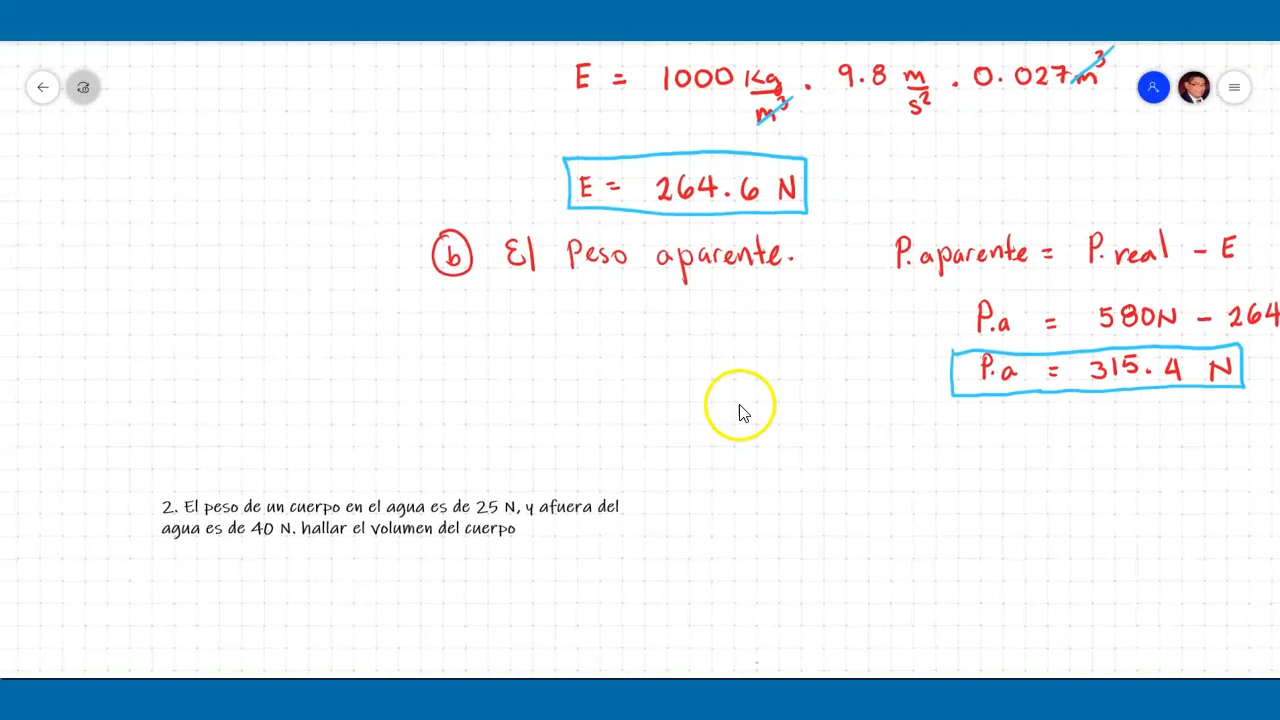 E = 1000 Kg/m³ . 9.8 m/s² . 0.027 m³
E = 264.6 N
b El Peso aparente.
P.aparente = P.real - E
P.a = 580N - 264
P.a = 315.4 N
2. El peso de un cuerpo en el agua es de 25 N, y afuera del
agua es de 40 N. hallar el volumen del cuerpo